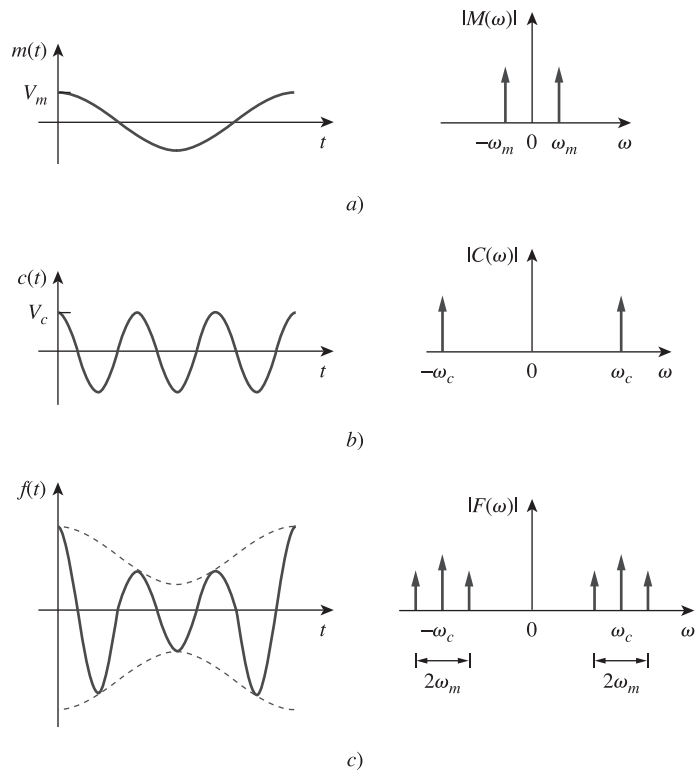 m(t)
V_m
t
|M(ω)|
−ω_m 0 ω_m ω
a)
c(t)
V_c
t
|C(ω)|
−ω_c 0 ω_c ω
b)
f(t)
t
|F(ω)|
−ω_c 0 ω_c ω
2ω_m 2ω_m
c)